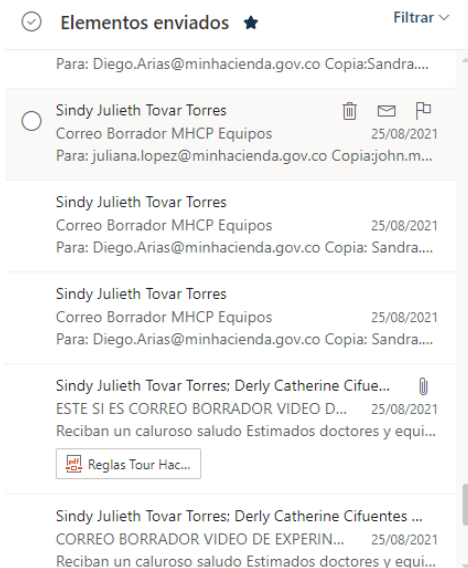 Elementos enviados
Filtrar
Para: Diego.Arias@minhacienda.gov.co Copia:Sandra....
Sindy Julieth Tovar Torres
Correo Borrador MHCP Equipos 25/08/2021
Para: juliana.lopez@minhacienda.gov.co Copia:john.m...
Sindy Julieth Tovar Torres
Correo Borrador MHCP Equipos 25/08/2021
Para: Diego.Arias@minhacienda.gov.co Copia: Sandra....
Sindy Julieth Tovar Torres
Correo Borrador MHCP Equipos 25/08/2021
Para: Diego.Arias@minhacienda.gov.co Copia: Sandra....
Sindy Julieth Tovar Torres; Derly Catherine Cifue...
ESTE SI ES CORREO BORRADOR VIDEO D... 25/08/2021
Reciban un caluroso saludo Estimados doctores y equi...
pdf Reglas Tour Hac...
Sindy Julieth Tovar Torres; Derly Catherine Cifuentes ...
CORREO BORRADOR VIDEO DE EXPERIN... 25/08/2021
Reciban un caluroso saludo Estimados doctores y equi...